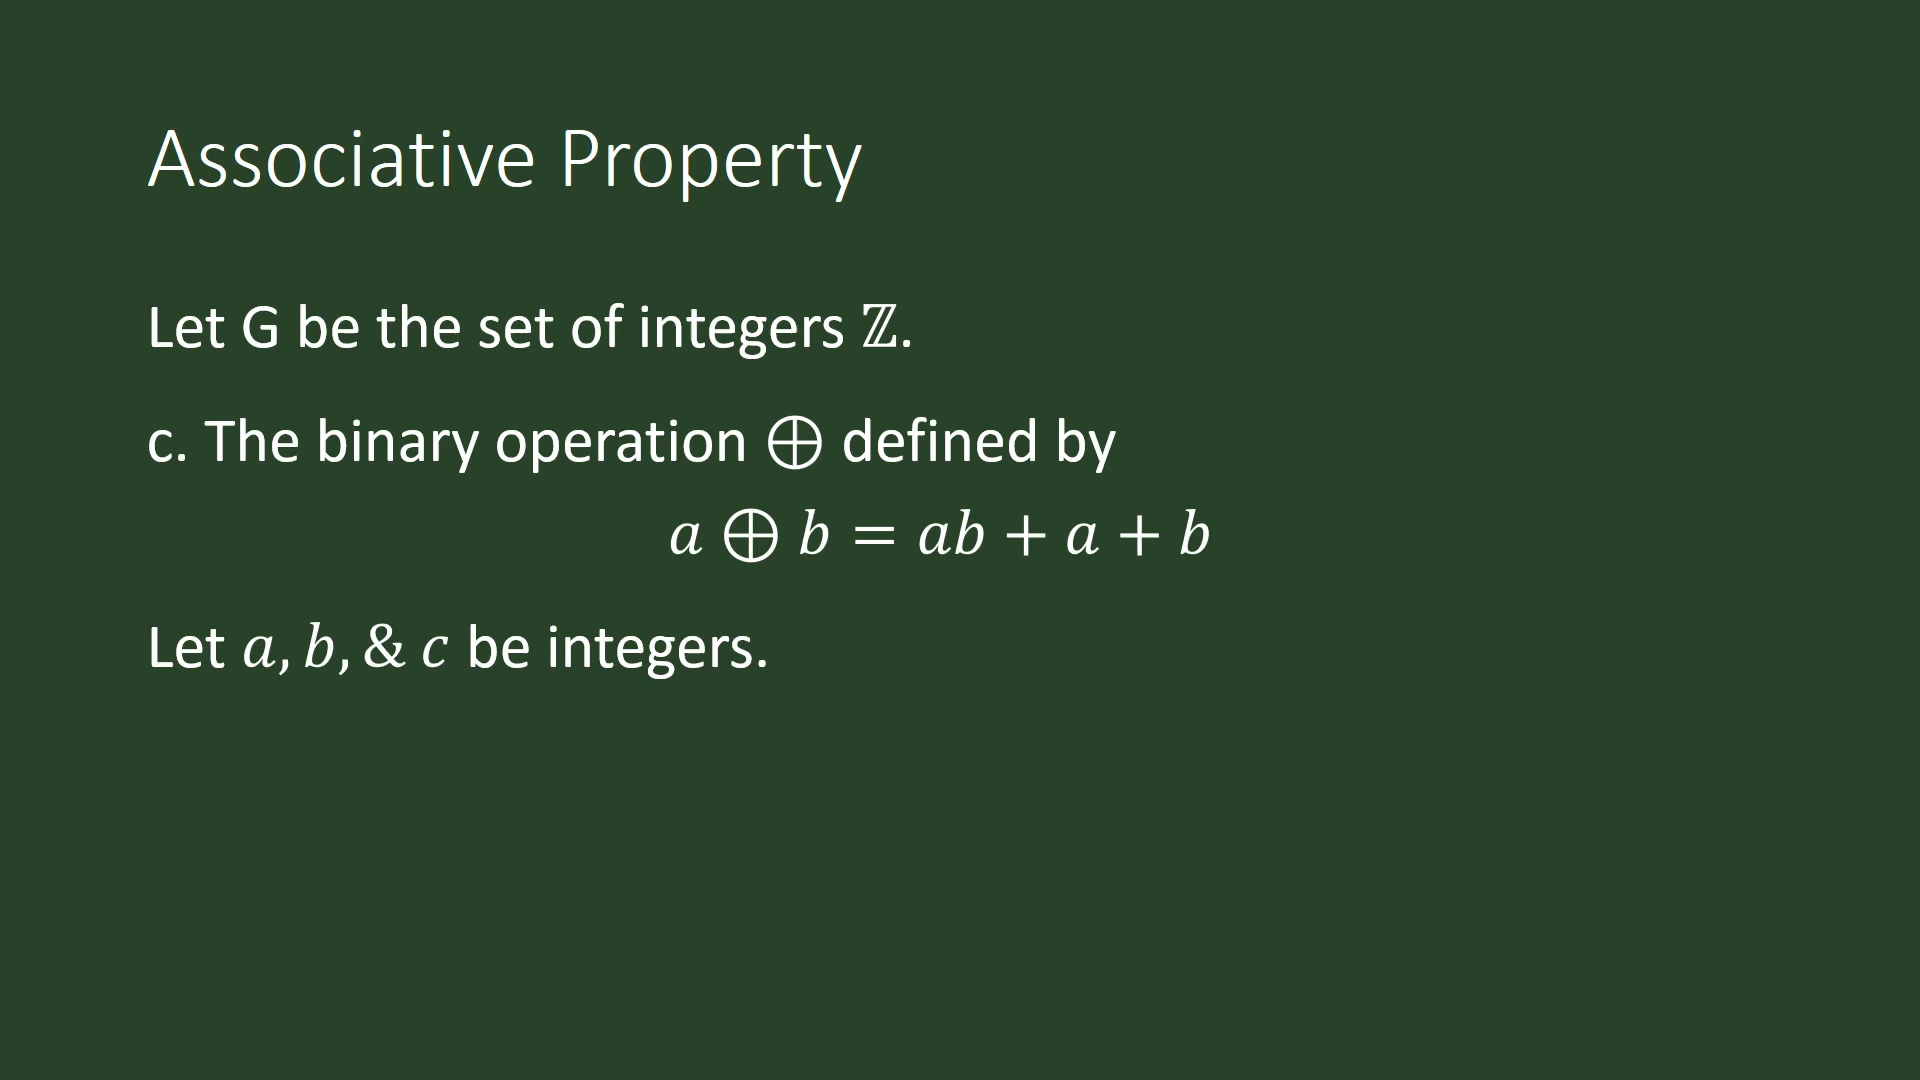 Associative Property
Let G be the set of integers ℤ.
c. The binary operation ⊕ defined by
a ⊕ b = ab + a + b
Let a, b, & c be integers.